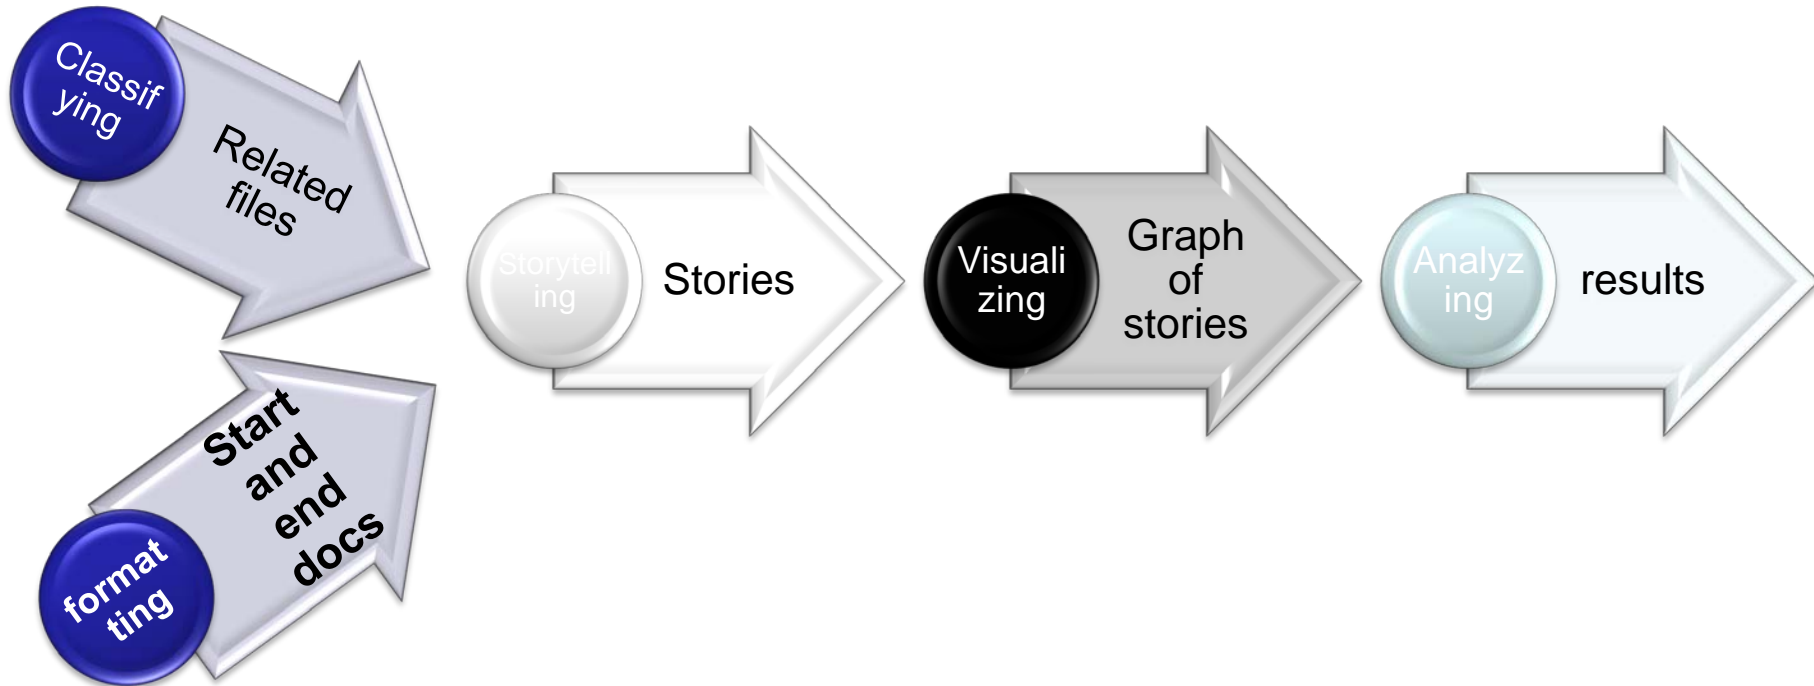 Classif
ying
Related
files
format
ting
Start
and
end
docs
Storytell
ing
Stories
Visuali
zing
Graph
of
stories
Analyz
ing
results